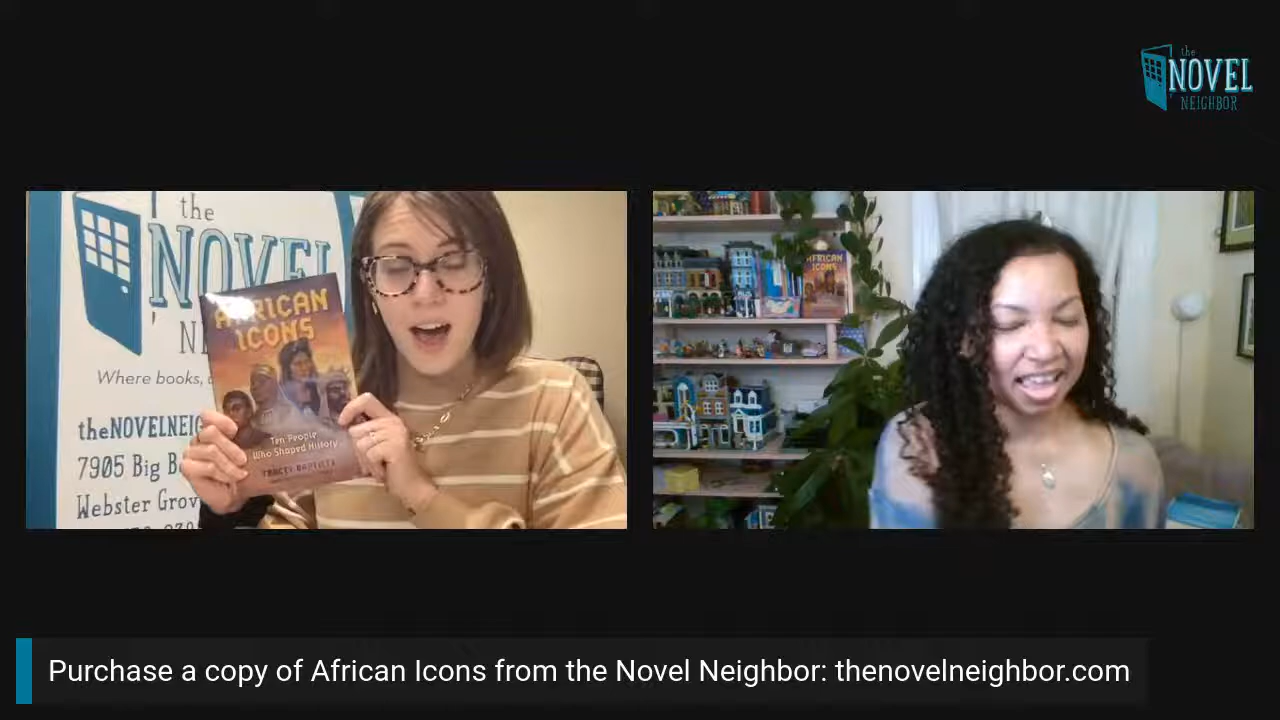 the
NOVEL
NEIGHBOR
the
NOVEL
NE
Where books,
theNOVELNEIG
7905 Big B
Webster Grov
AFRICAN
ICONS
Ten People
Who Shaped History
TRACEY BAPTISTE
AFRICAN
ICONS
Purchase a copy of African Icons from the Novel Neighbor: thenovelneighbor.com